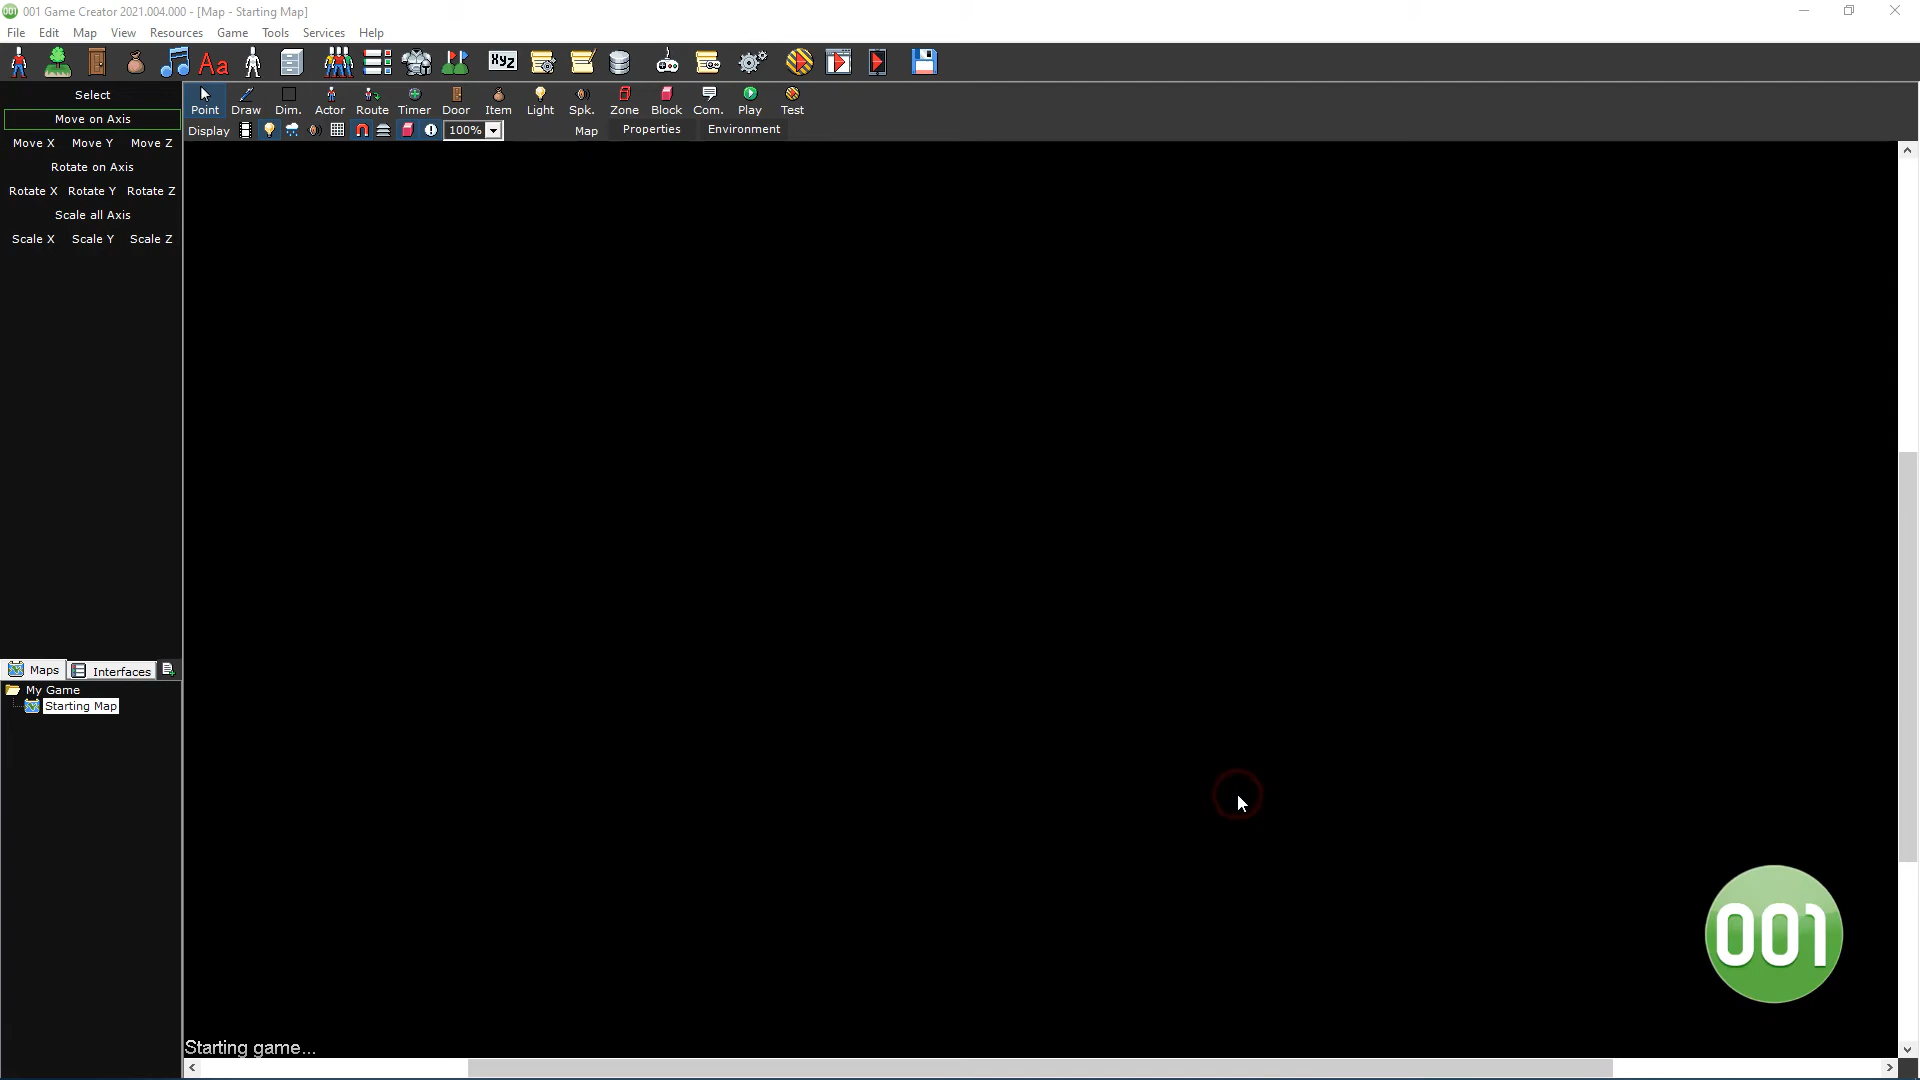 001 Game Creator 2021.004.000 - [Map - Starting Map]
File Edit Map View Resources Game Tools Services Help
Aa Xyz
Select
Move on Axis
Move X Move Y Move Z
Rotate on Axis
Rotate X Rotate Y Rotate Z
Scale all Axis
Scale X Scale Y Scale Z
Point Draw Dim. Actor Route Timer Door Item Light Spk. Zone Block Com. Play Test
Display 100% Map Properties Environment
Maps Interfaces
My Game
Starting Map
001
Starting game...